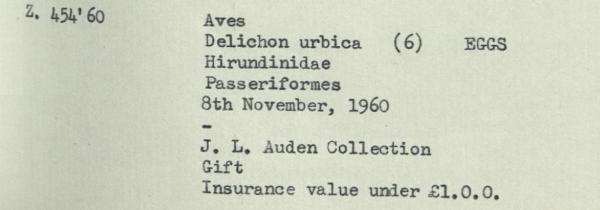 Z. 454'60
Aves
Delichon urbica (6) EGGS
Hirundinidae
Passeriformes
8th November, 1960
-
J. L. Auden Collection
Gift
Insurance value under £1.0.0.